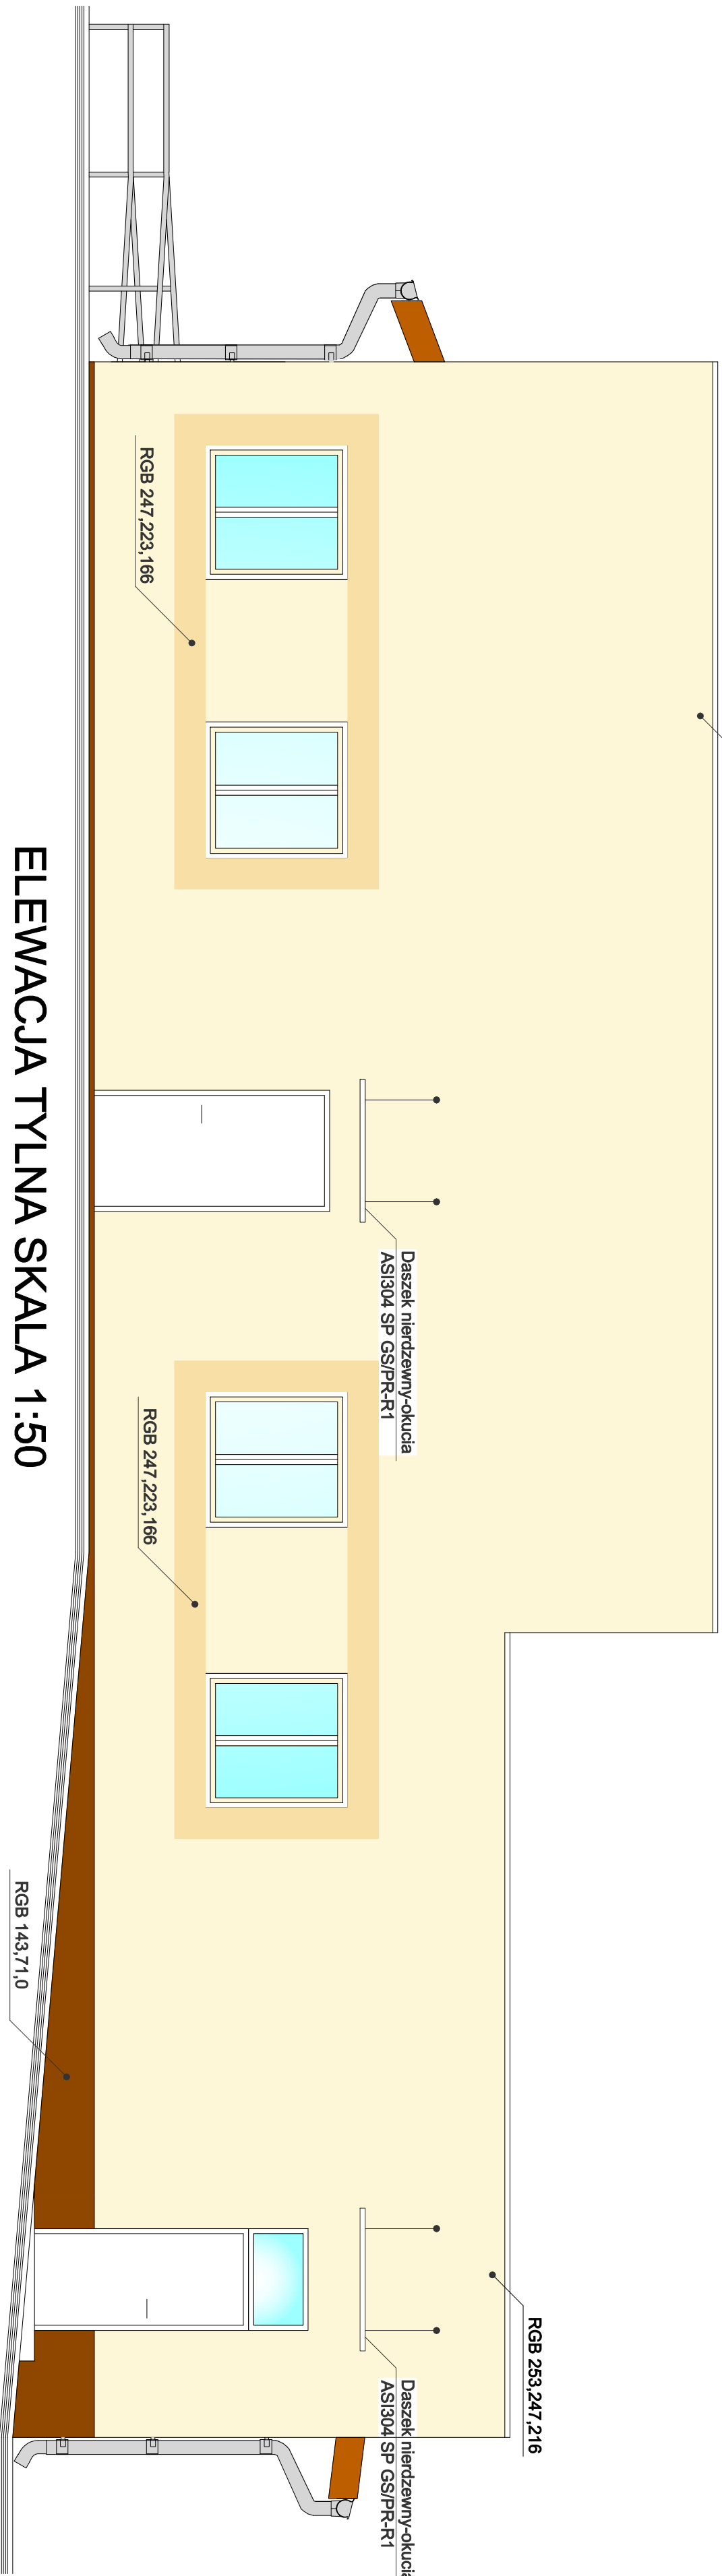 RGB 247,223,166
Daszek nierdzewny-okucia
ASI304 SP GS/PR-R1
RGB 247,223,166
RGB 253,247,216
Daszek nierdzewny-okucia
ASI304 SP GS/PR-R1
RGB 143,71,0
ELEWACJA TYLNA SKALA 1:50